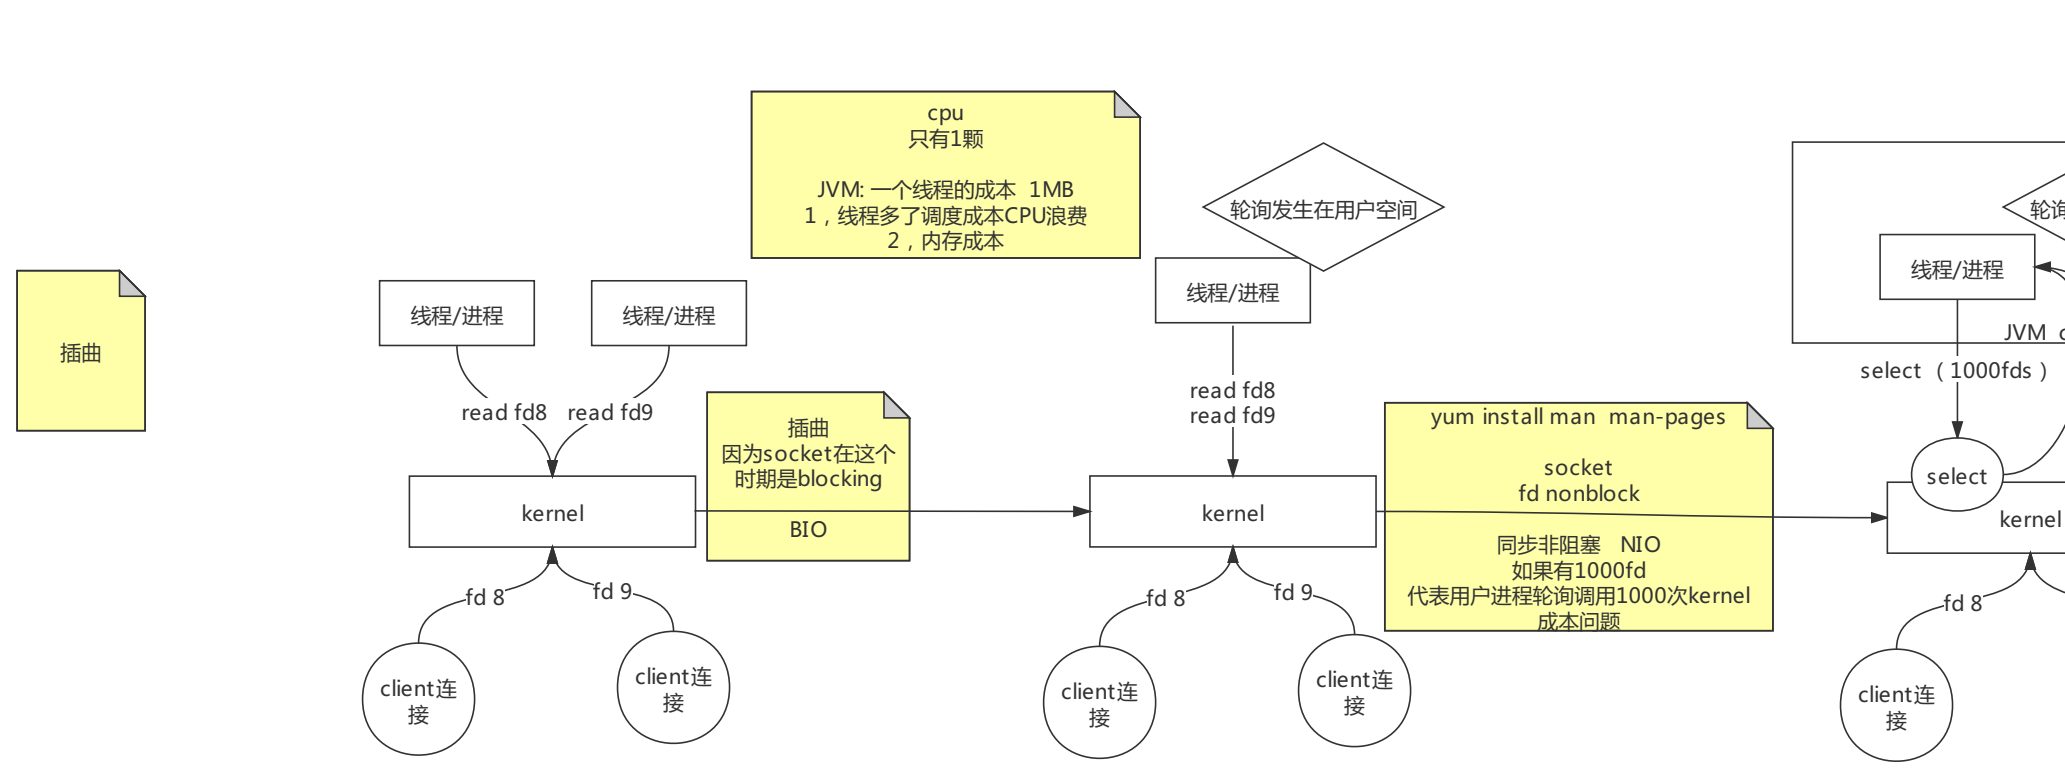 插曲
线程/进程
线程/进程
read fd8
read fd9
kernel
fd 8
fd 9
client连
接
client连
接
插曲
因为socket在这个
时期是blocking
BIO
cpu
只有1颗
JVM: 一个线程的成本 1MB
1，线程多了调度成本CPU浪费
2，内存成本
轮询发生在用户空间
线程/进程
read fd8
read fd9
kernel
fd 8
fd 9
client连
接
client连
接
yum install man man-pages
socket
fd nonblock
同步非阻塞 NIO
如果有1000fd
代表用户进程轮询调用1000次kernel
成本问题
轮询
线程/进程
JVM
select（1000fds）
select
kernel
fd 8
client连
接